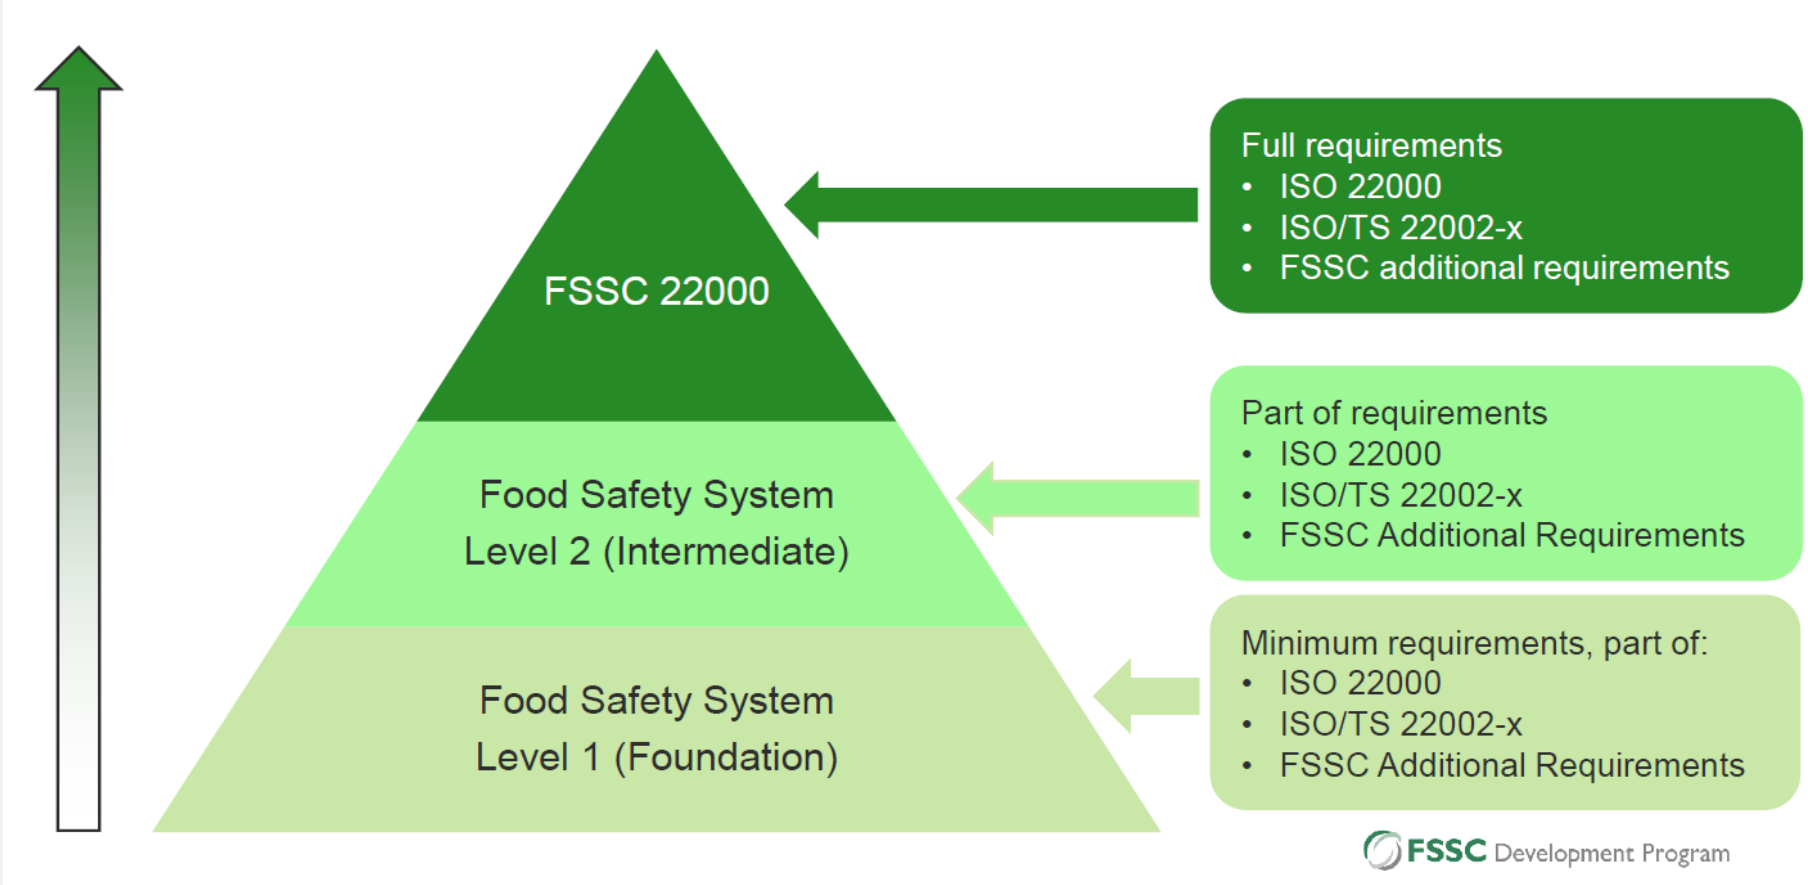 FSSC 22000
Food Safety System
Level 2 (Intermediate)
Food Safety System
Level 1 (Foundation)
Full requirements
• ISO 22000
• ISO/TS 22002-x
• FSSC additional requirements
Part of requirements
• ISO 22000
• ISO/TS 22002-x
• FSSC Additional Requirements
Minimum requirements, part of:
• ISO 22000
• ISO/TS 22002-x
• FSSC Additional Requirements
FSSC Development Program